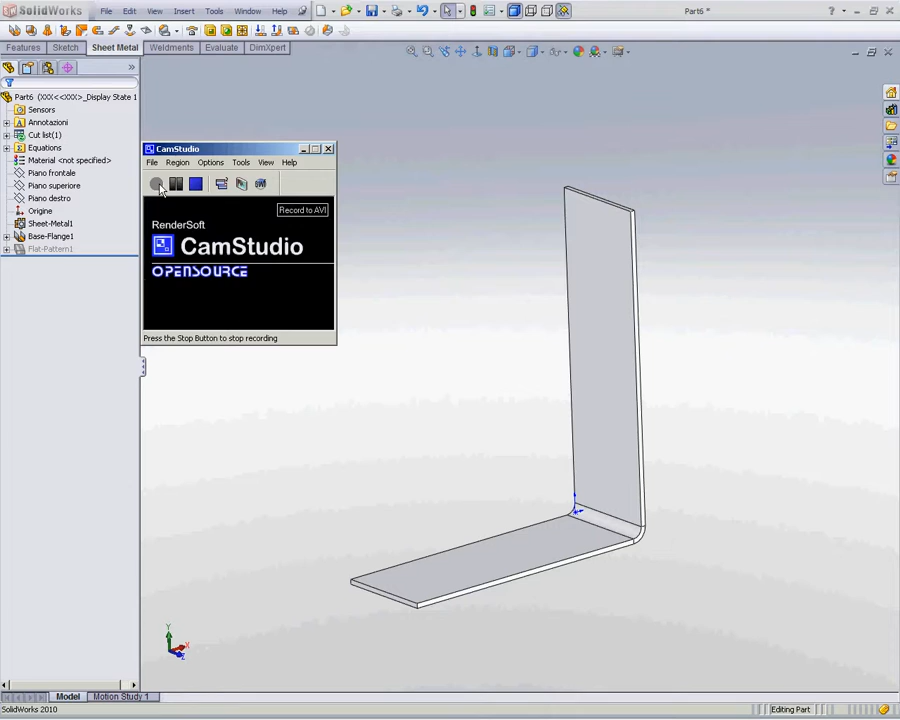 SolidWorks
File
Edit
View
Insert
Tools
Window
Help
Part6 *
?
Features
Sketch
Sheet Metal
Weldments
Evaluate
DimXpert
»
Part6 (XXX<<XXX>_Display State 1
Sensors
Annotazioni
Cut list(1)
Equations
Material <not specified>
Piano frontale
Piano superiore
Piano destro
Origine
Sheet-Metal1
Base-Flange1
Flat-Pattern1
CamStudio
File
Region
Options
Tools
View
Help
Record to AVI
RenderSoft
CamStudio
OPENSOURCE
Press the Stop Button to stop recording
Y
X
Z
Model
Motion Study 1
SolidWorks 2010
Editing Part